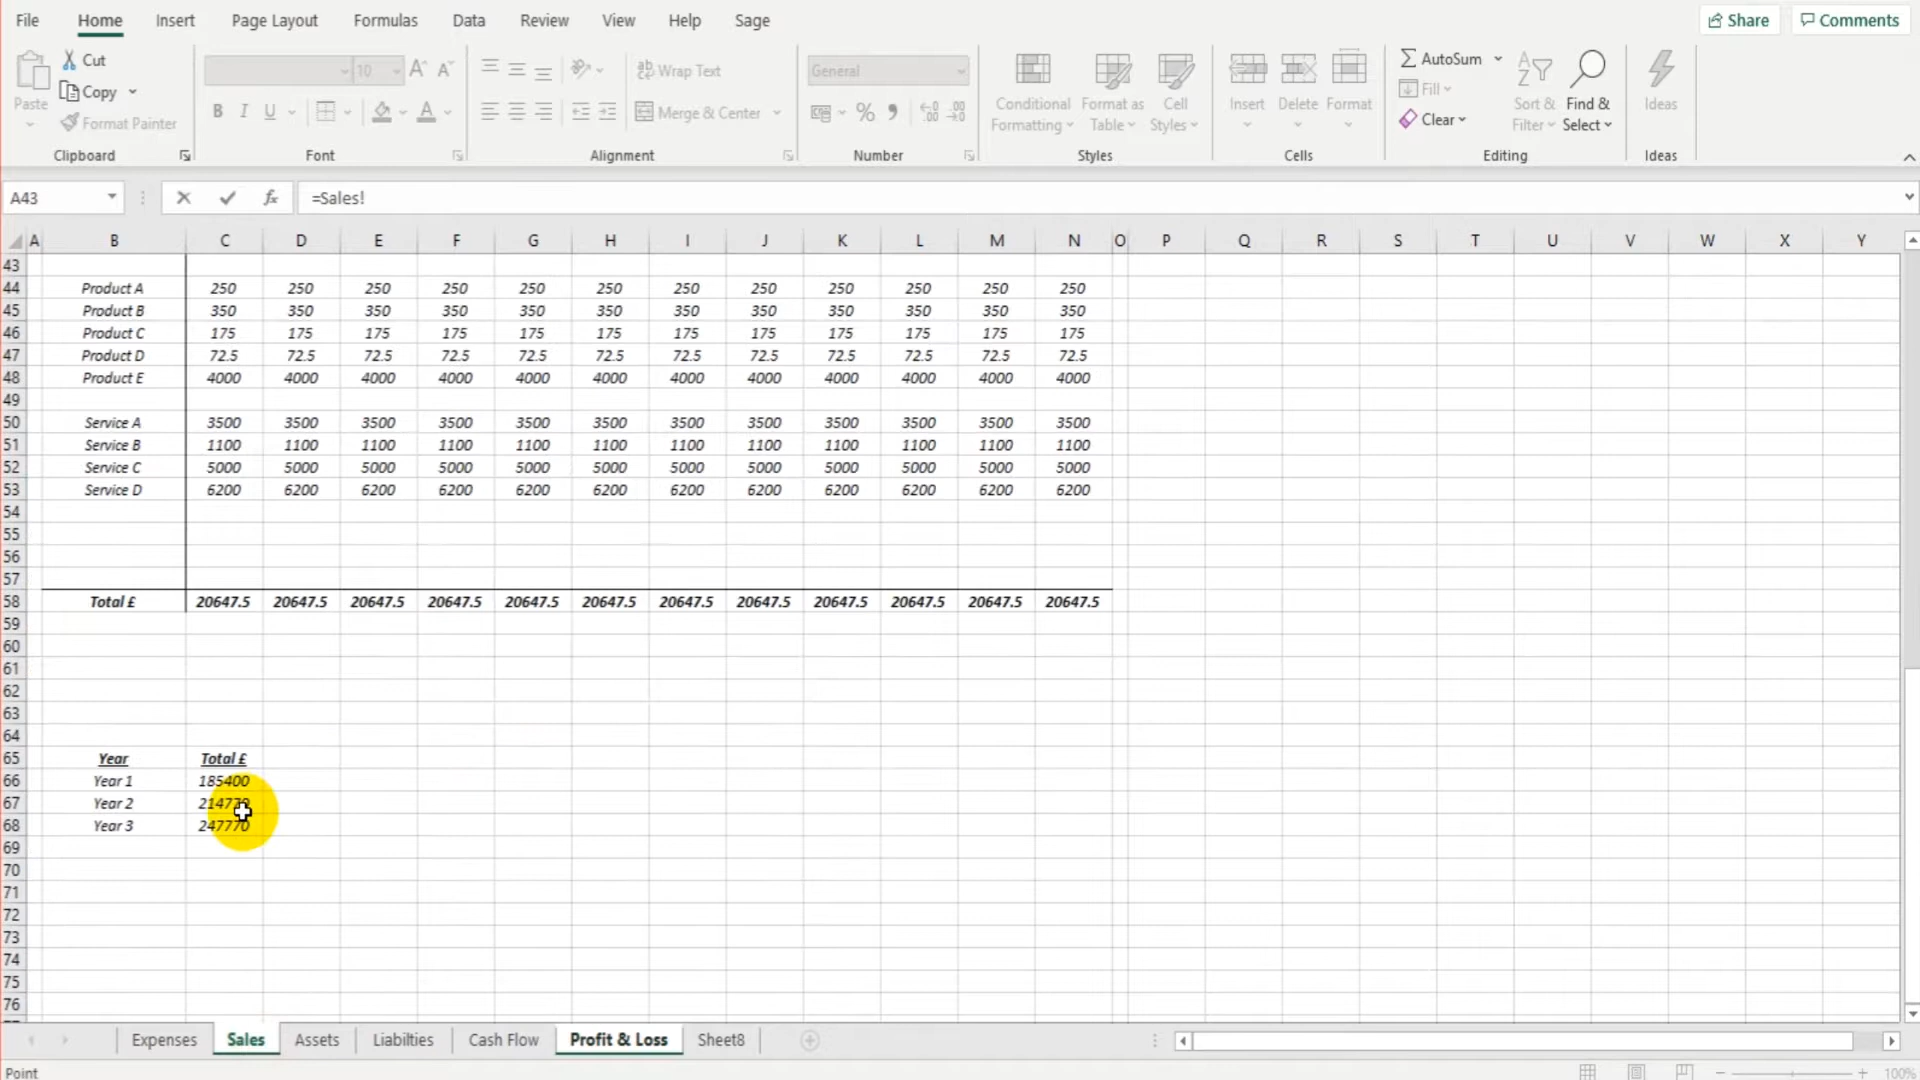 File Home Insert Page Layout Formulas Data Review View Help Sage Share Comments
Paste Cut Copy Format Painter Clipboard
10 A A B I U A Font
Wrap Text Merge & Center Alignment
General % Number
Conditional Formatting Format as Table Cell Styles Styles
Insert Delete Format Cells
AutoSum Fill Clear Sort & Filter Find & Select Editing
Ideas Ideas
A43 fx =Sales!
A B C D E F G H I J K L M N O P Q R S T U V W X Y
43
44 Product A 250 250 250 250 250 250 250 250 250 250 250 250
45 Product B 350 350 350 350 350 350 350 350 350 350 350 350
46 Product C 175 175 175 175 175 175 175 175 175 175 175 175
47 Product D 72.5 72.5 72.5 72.5 72.5 72.5 72.5 72.5 72.5 72.5 72.5 72.5
48 Product E 4000 4000 4000 4000 4000 4000 4000 4000 4000 4000 4000 4000
49
50 Service A 3500 3500 3500 3500 3500 3500 3500 3500 3500 3500 3500 3500
51 Service B 1100 1100 1100 1100 1100 1100 1100 1100 1100 1100 1100 1100
52 Service C 5000 5000 5000 5000 5000 5000 5000 5000 5000 5000 5000 5000
53 Service D 6200 6200 6200 6200 6200 6200 6200 6200 6200 6200 6200 6200
54
55
56
57
58 Total £ 20647.5 20647.5 20647.5 20647.5 20647.5 20647.5 20647.5 20647.5 20647.5 20647.5 20647.5 20647.5
59
60
61
62
63
64
65 Year Total £
66 Year 1 185400
67 Year 2
68 Year 3 247770
69
70
71
72
73
74
75
76
Expenses Sales Assets Liabilties Cash Flow Profit & Loss Sheet8
Point 100%